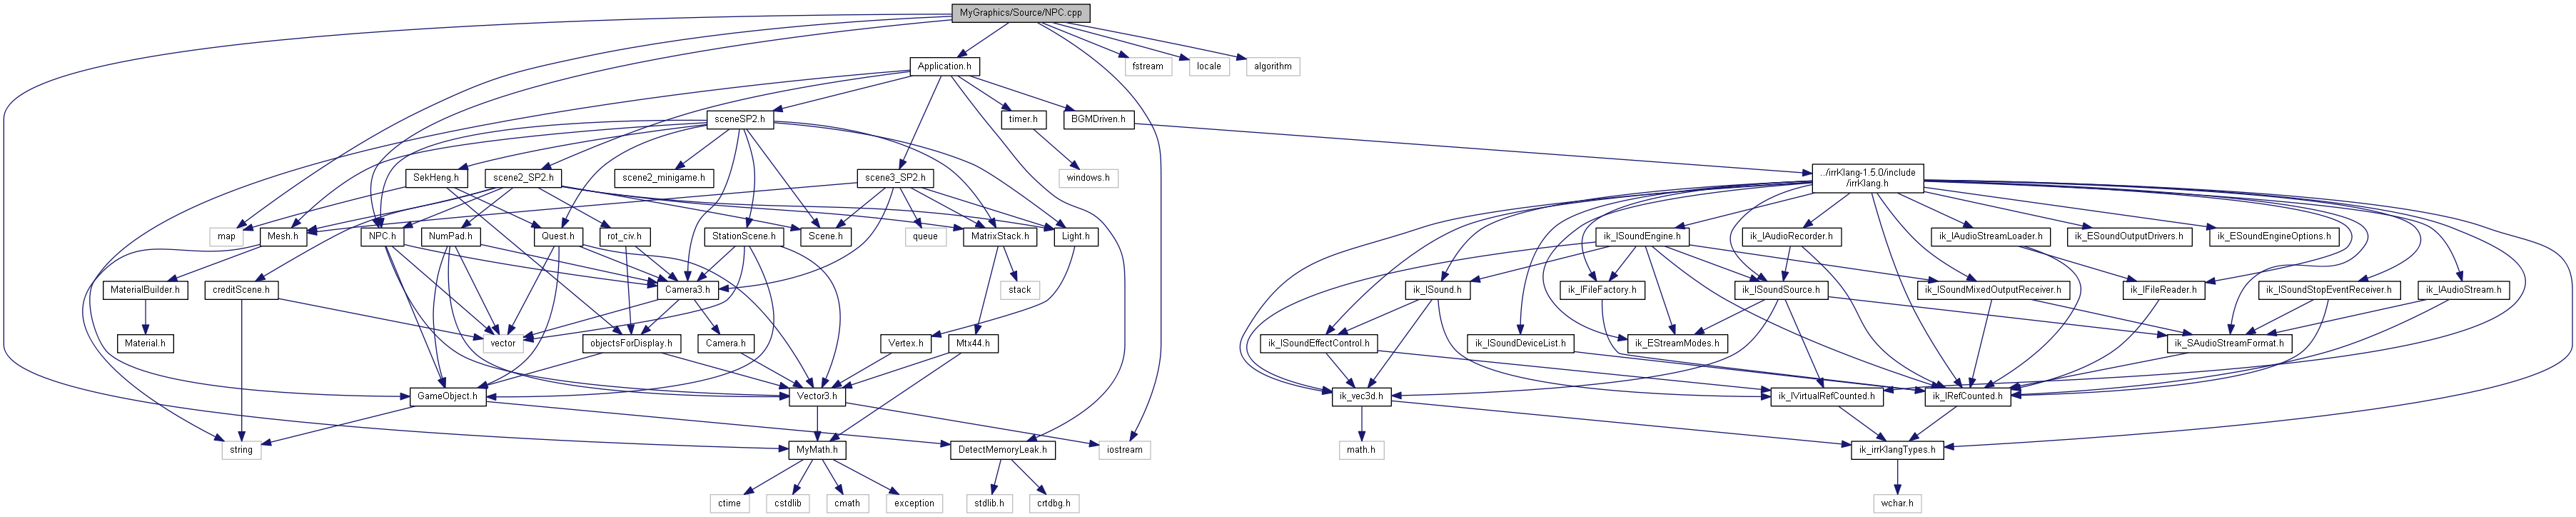 MyGraphics/Source/NPC.cpp
Application.h
fstream
locale
algorithm
sceneSP2.h
timer.h
BGMDriven.h
SekHeng.h
scene2_SP2.h
scene2_minigame.h
scene3_SP2.h
windows.h
../irrKlang-1.5.0/include
/irrKlang.h
map
Mesh.h
NPC.h
NumPad.h
Quest.h
rot_civ.h
StationScene.h
Scene.h
queue
MatrixStack.h
Light.h
ik_ISoundEngine.h
ik_IAudioRecorder.h
ik_IAudioStreamLoader.h
ik_ESoundOutputDrivers.h
ik_ESoundEngineOptions.h
MaterialBuilder.h
creditScene.h
Camera3.h
stack
ik_ISound.h
ik_IFileFactory.h
ik_ISoundSource.h
ik_ISoundMixedOutputReceiver.h
ik_IFileReader.h
ik_ISoundStopEventReceiver.h
ik_IAudioStream.h
Material.h
vector
objectsForDisplay.h
Camera.h
Vertex.h
Mtx44.h
ik_ISoundEffectControl.h
ik_ISoundDeviceList.h
ik_EStreamModes.h
ik_SAudioStreamFormat.h
GameObject.h
Vector3.h
ik_vec3d.h
ik_IVirtualRefCounted.h
ik_IRefCounted.h
string
MyMath.h
DetectMemoryLeak.h
iostream
math.h
ik_irrKlangTypes.h
ctime
cstdlib
cmath
exception
stdlib.h
crtdbg.h
wchar.h